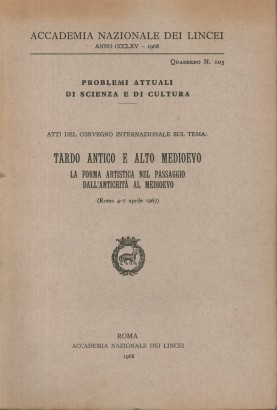 ACCADEMIA NAZIONALE DEI LINCEI
ANNO CCCLXV - 1968
QUADERNO N. 105
PROBLEMI ATTUALI
DI SCIENZA E DI CULTURA
ATTI DEL CONVEGNO INTERNAZIONALE SUL TEMA:
TARDO ANTICO E ALTO MEDIOEVO
LA FORMA ARTISTICA NEL PASSAGGIO
DALL'ANTICHITÀ AL MEDIOEVO
(Roma 4-7 aprile 1967)
ROMA
ACCADEMIA NAZIONALE DEI LINCEI
1968